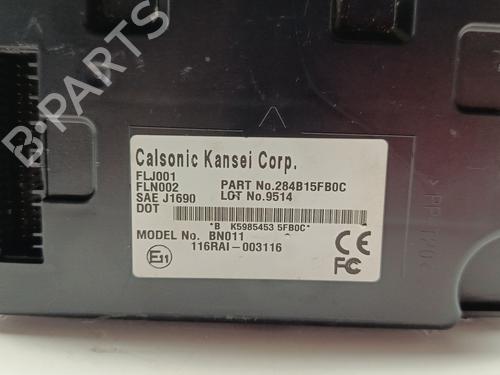 B-PARTS
Calsonic Kansei Corp.
FLJ001
FLN002 PART No.284B15FB0C
SAE J1690 LOT No.9514
DOT
*B K5985453 5FB0C*
MODEL No. BN011
116RAI-003116
E11
CE
FC